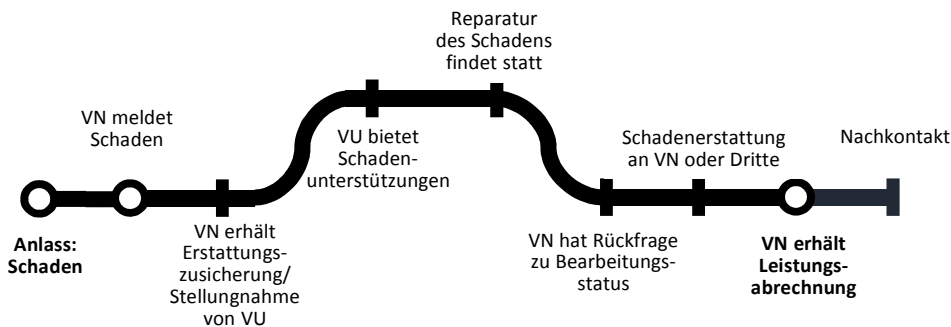 Anlass:
Schaden
VN meldet
Schaden
VN erhält
Erstattungs-
zusicherung/
Stellungnahme
von VU
VU bietet
Schaden-
unterstützungen
Reparatur
des Schadens
findet statt
VN hat Rückfrage
zu Bearbeitungs-
status
Schadenerstattung
an VN oder Dritte
VN erhält
Leistungs-
abrechnung
Nachkontakt